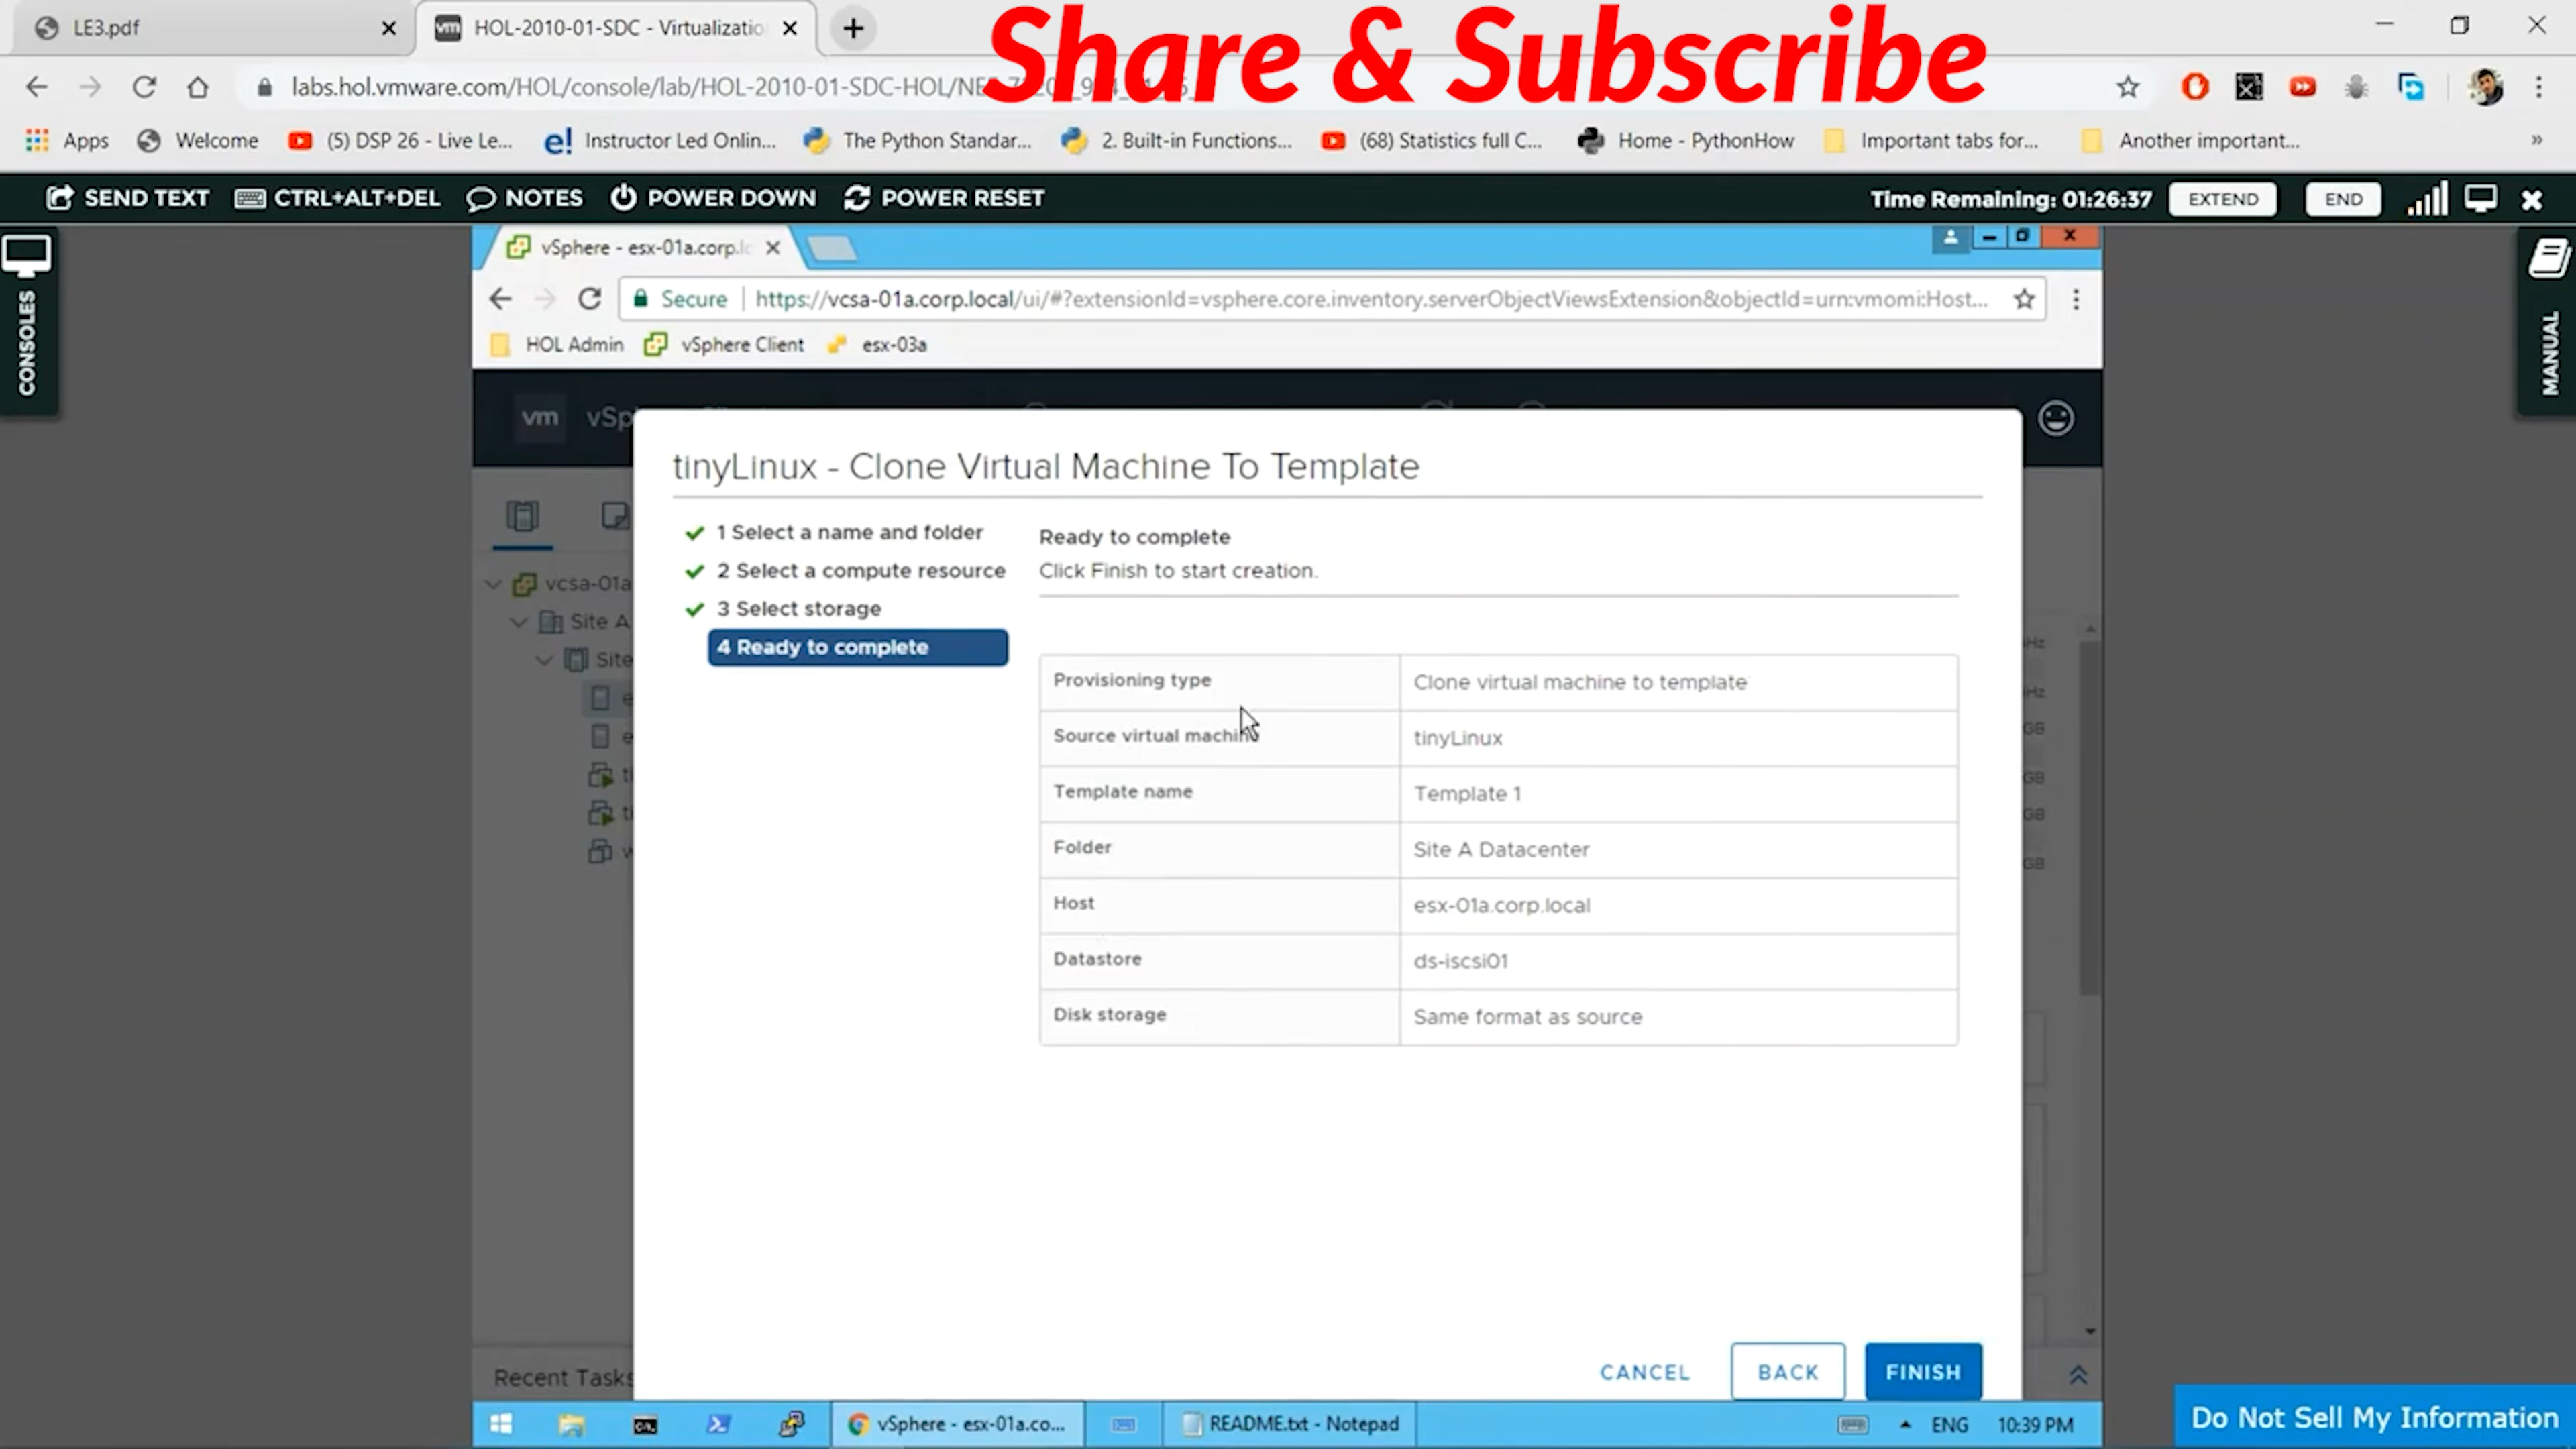 LE3.pdf
HOL-2010-01-SDC - Virtualizatio
Share & Subscribe
labs.hol.vmware.com/HOL/console/lab/HOL-2010-01-SDC-HOL/
Apps
Welcome
(5) DSP 26 - Live Le...
Instructor Led Onlin...
The Python Standar...
2. Built-in Functions...
(68) Statistics full C...
Home - PythonHow
Important tabs for...
Another important...
SEND TEXT
CTRL+ALT+DEL
NOTES
POWER DOWN
POWER RESET
Time Remaining: 01:26:37
EXTEND
END
CONSOLES
MANUAL
vSphere - esx-01a.corp.lo
Secure
https://vcsa-01a.corp.local/ui/#?extensionId=vsphere.core.inventory.serverObjectViewsExtension&objectId=urn:vmomi:Host...
HOL Admin
vSphere Client
esx-03a
vm
vSp
tinyLinux - Clone Virtual Machine To Template
1 Select a name and folder
2 Select a compute resource
3 Select storage
4 Ready to complete
Ready to complete
Click Finish to start creation.
Provisioning type
Clone virtual machine to template
Source virtual machine
tinyLinux
Template name
Template 1
Folder
Site A Datacenter
Host
esx-01a.corp.local
Datastore
ds-iscsi01
Disk storage
Same format as source
vcsa-01a
Site A
Site
GB
GB
GB
GB
CANCEL
BACK
FINISH
Recent Tasks
vSphere - esx-01a.co...
README.txt - Notepad
ENG
10:39 PM
Do Not Sell My Information